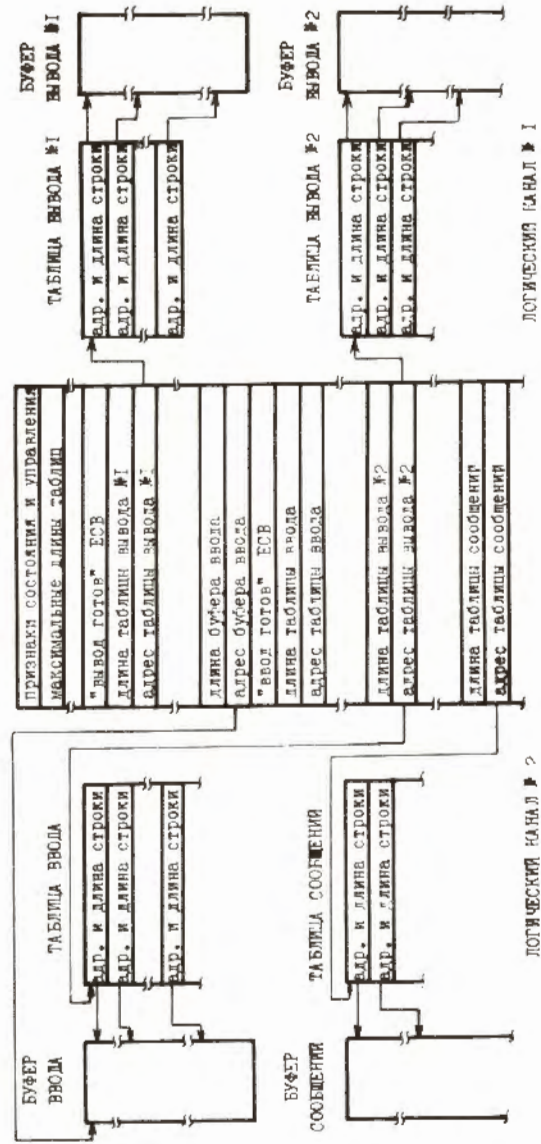 БУФЕР
ВВОДА
ТАБЛИЦА ВВОДА
адр. и длина строки
адр. и длина строки
адр. и длина строки
БУФЕР
СООБЩЕНИЙ
ТАБЛИЦА СООБЩЕНИЙ
адр. и длина строки
адр. и длина строки
ЛОГИЧЕСКИЙ КАНАЛ № 2
признаки состояния и управления
максимальные длины таблиц
"вывод готов" ЕСВ
длина таблицы вывода №I
адрес таблицы вывода №I
длина буфера ввода
адрес буфера ввода
"ввод готов" ЕСВ
длина таблицы ввода
адрес таблицы ввода
длина таблицы вывода №2
адрес таблицы вывода №2
длина таблицы сообщений
адрес таблицы сообщений
ТАБЛИЦА ВЫВОДА №I
адр. и длина строки
адр. и длина строки
адр. и длина строки
БУФЕР
ВЫВОДА №I
ТАБЛИЦА ВЫВОДА №2
адр. и длина строки
адр. и длина строки
адр. и длина строки
БУФЕР
ВЫВОДА №2
ЛОГИЧЕСКИЙ КАНАЛ № I